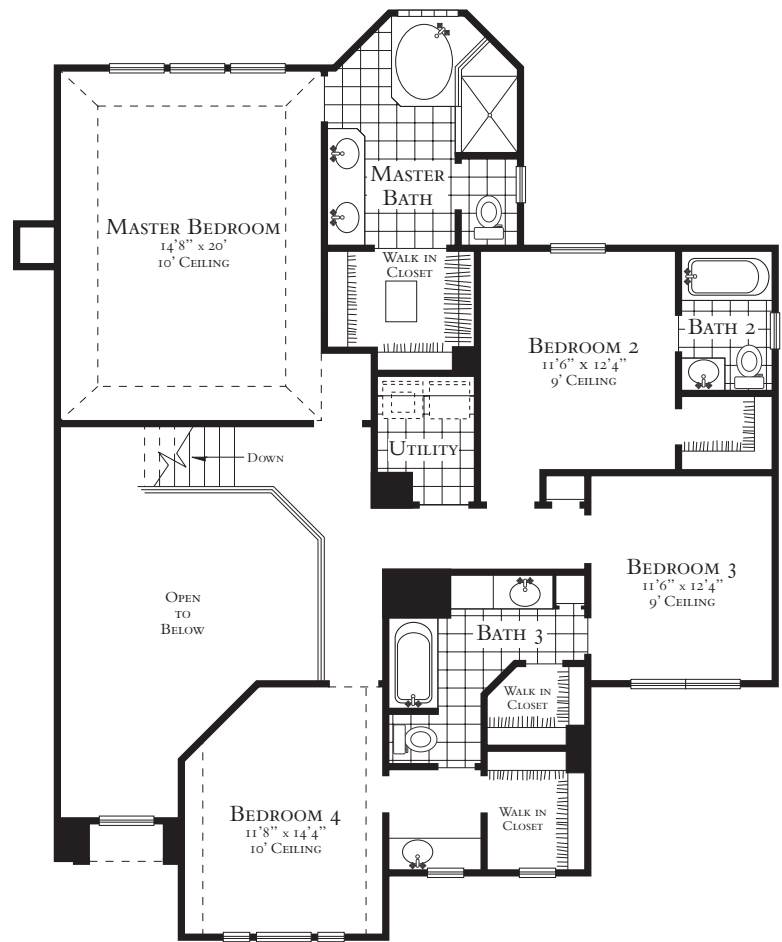 Master
Bath
Master Bedroom
14'8" x 20'
10' Ceiling
Walk in
Closet
Bath 2
Bedroom 2
11'6" x 12'4"
9' Ceiling
Utility
Down
Bedroom 3
11'6" x 12'4"
9' Ceiling
Open
to
Below
Bath 3
Walk in
Closet
Bedroom 4
11'8" x 14'4"
10' Ceiling
Walk in
Closet